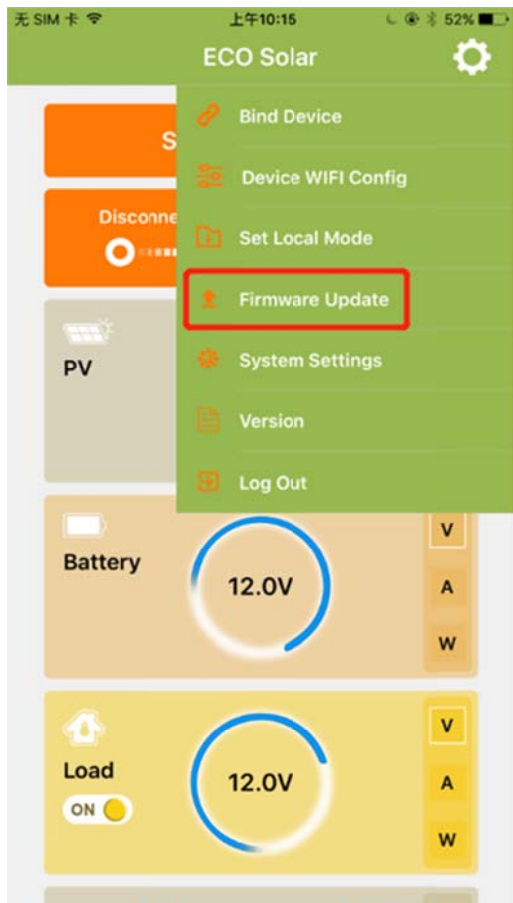 无 SIM 卡 上午10:15 52%
ECO Solar
Bind Device
S
Device WIFI Config
Disconne
Set Local Mode
Firmware Update
PV
System Settings
Version
Log Out
Battery
12.0V
V
A
W
Load
ON
12.0V
V
A
W